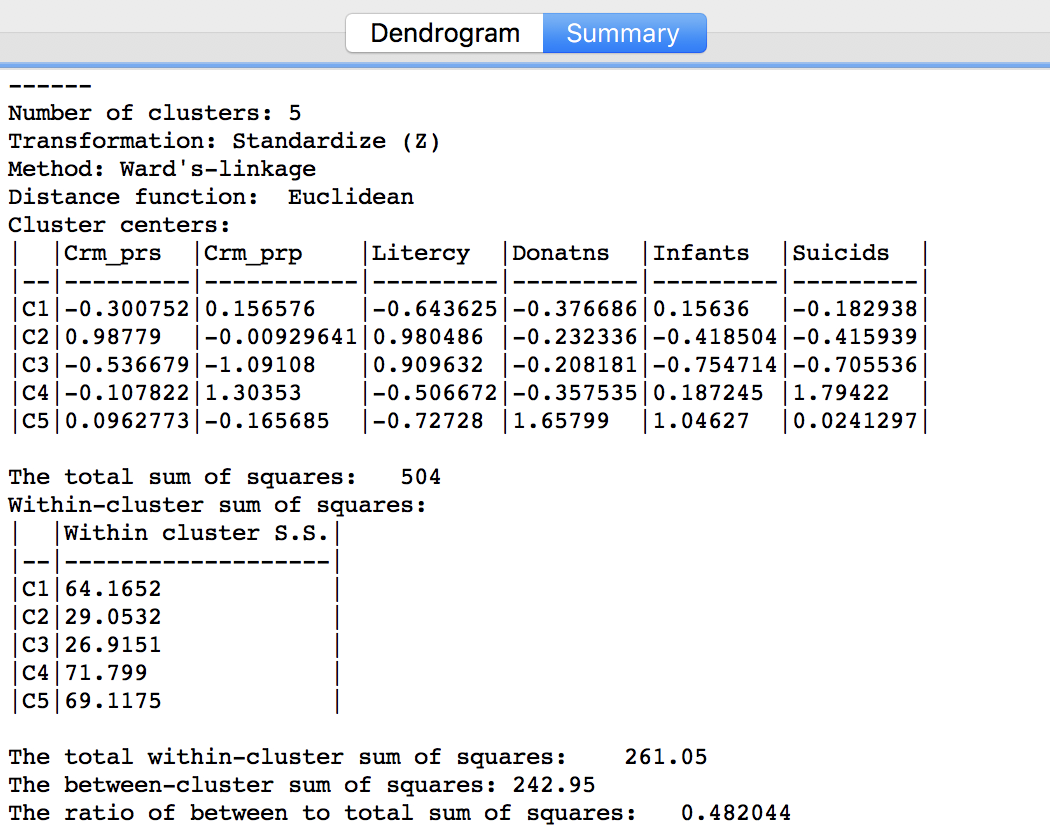 Dendrogram Summary
------
Number of clusters: 5
Transformation: Standardize (Z)
Method: Ward's-linkage
Distance function:  Euclidean
Cluster centers:
|  |Crm_prs  |Crm_prp    |Litercy  |Donatns  |Infants  |Suicids  |
|--|---------|-----------|---------|---------|---------|---------|
|C1|-0.300752|0.156576   |-0.643625|-0.376686|0.15636  |-0.182938|
|C2|0.98779  |-0.00929641|0.980486 |-0.232336|-0.418504|-0.415939|
|C3|-0.536679|-1.09108   |0.909632 |-0.208181|-0.754714|-0.705536|
|C4|-0.107822|1.30353    |-0.506672|-0.357535|0.187245 |1.79422  |
|C5|0.0962773|-0.165685  |-0.72728 |1.65799  |1.04627  |0.0241297|
The total sum of squares:   504
Within-cluster sum of squares:
|  |Within cluster S.S.|
|--|-------------------|
|C1|64.1652            |
|C2|29.0532            |
|C3|26.9151            |
|C4|71.799             |
|C5|69.1175            |
The total within-cluster sum of squares:    261.05
The between-cluster sum of squares: 242.95
The ratio of between to total sum of squares:   0.482044